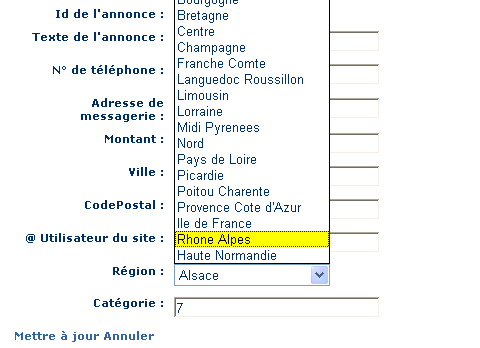 Bourgogne
Id de l'annonce :
Bretagne
Centre
Texte de l'annonce :
Champagne
Franche Comte
N° de téléphone :
Languedoc Roussillon
Limousin
Adresse de messagerie :
Lorraine
Midi Pyrenees
Montant :
Nord
Pays de Loire
Ville :
Picardie
Poitou Charente
CodePostal :
Provence Cote d'Azur
Ile de France
@ Utilisateur du site :
Rhone Alpes
Haute Normandie
Région :
Alsace
Catégorie :
7
Mettre à jour Annuler